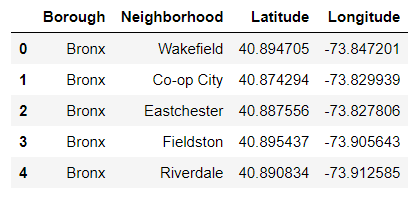 Borough Neighborhood Latitude Longitude
0 Bronx Wakefield 40.894705 -73.847201
1 Bronx Co-op City 40.874294 -73.829939
2 Bronx Eastchester 40.887556 -73.827806
3 Bronx Fieldston 40.895437 -73.905643
4 Bronx Riverdale 40.890834 -73.912585